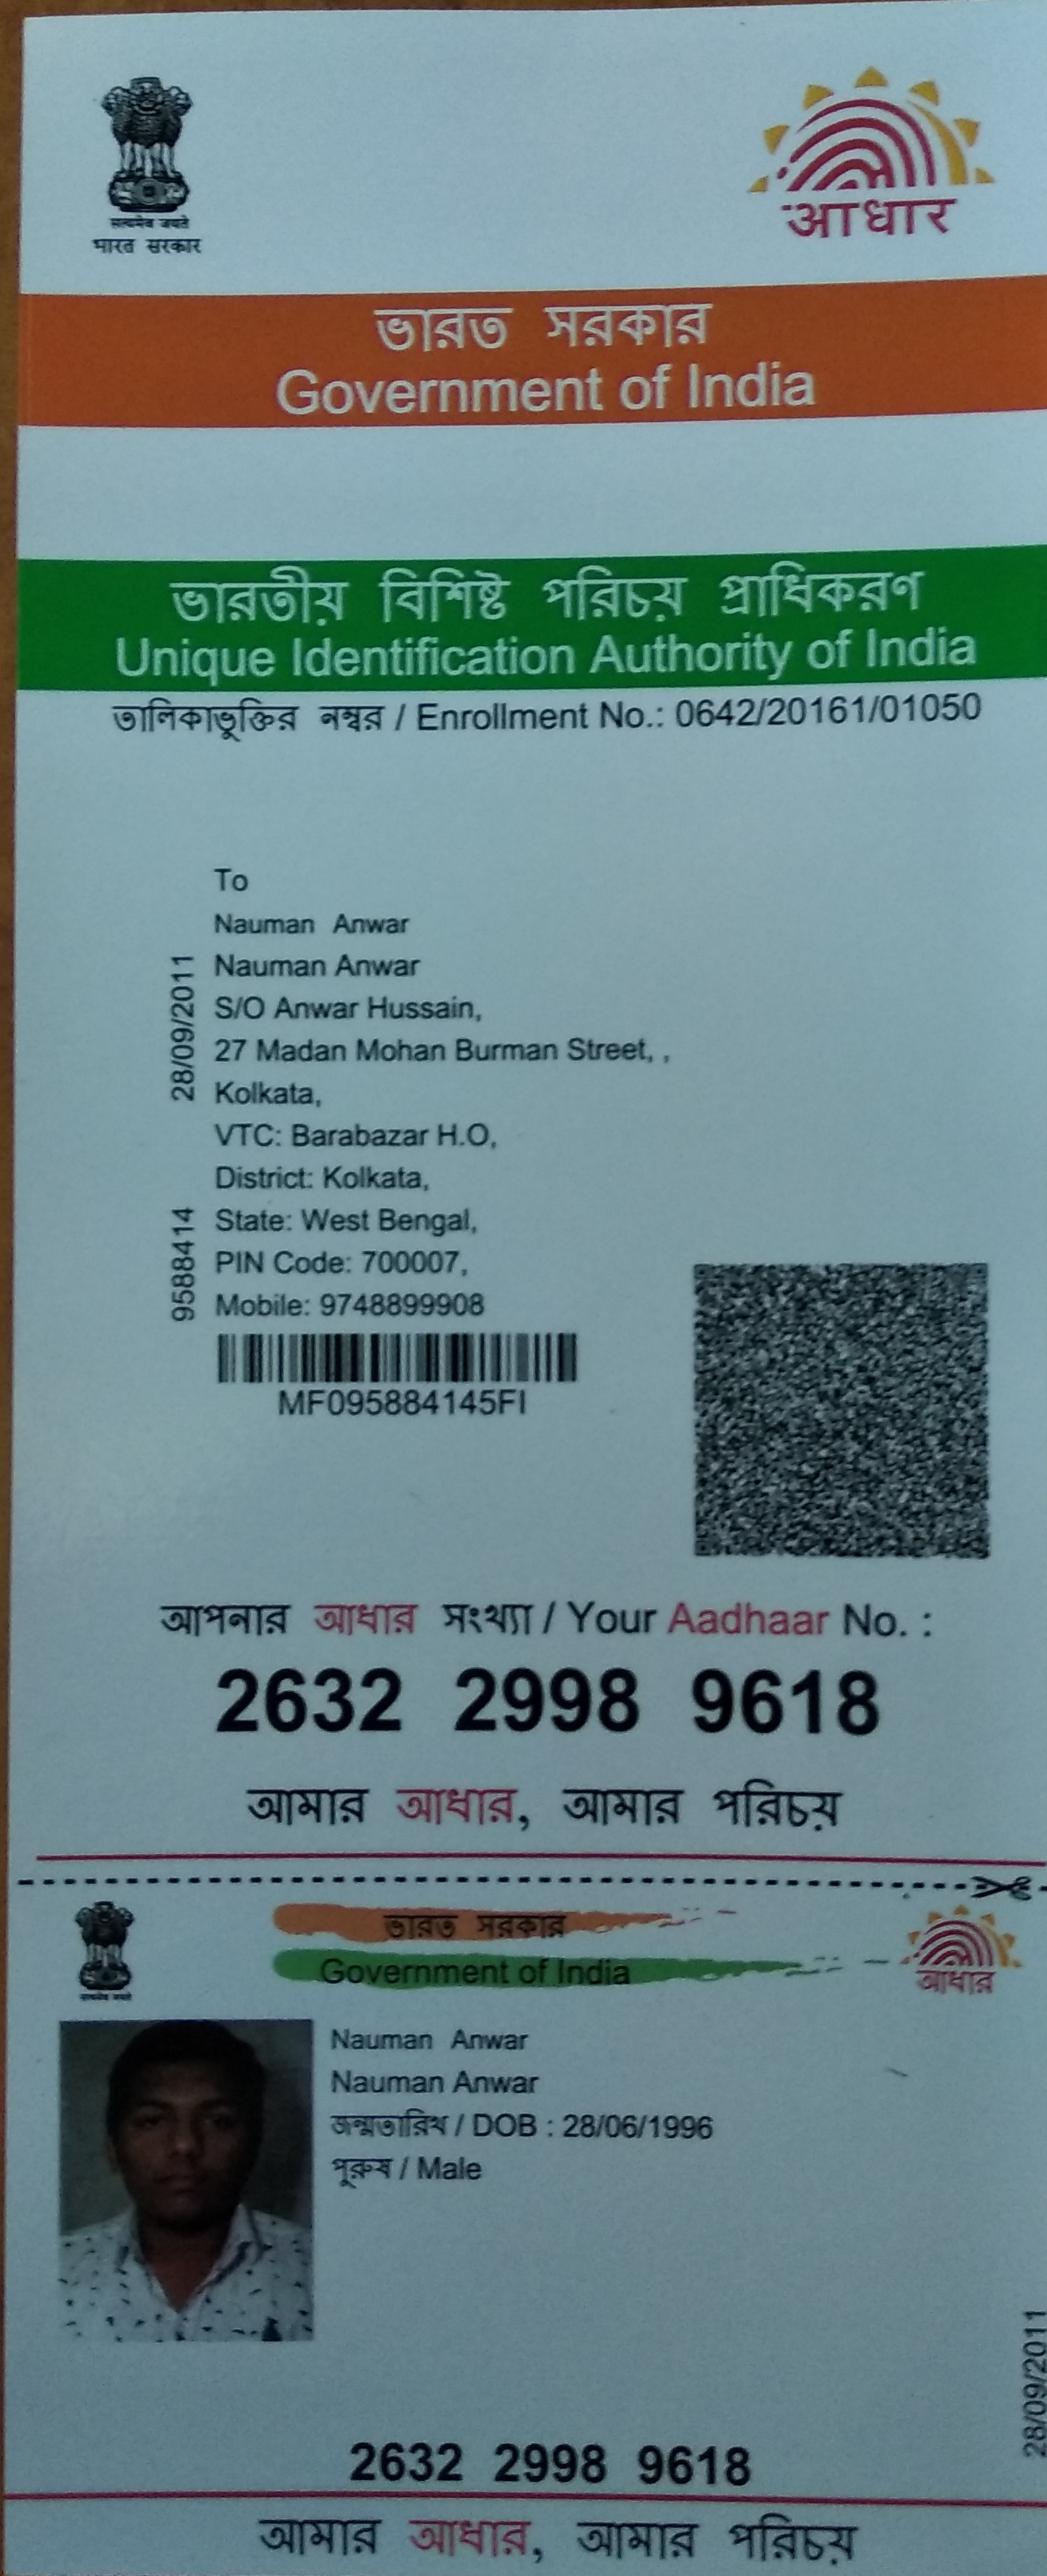 सत्यमेव जयते
भारत सरकार
आधार
ভারত সরকার
Government of India
ভারতীয় বিশিষ্ট পরিচয় প্রাধিকরণ
Unique Identification Authority of India
তালিকাভুক্তির নম্বর / Enrollment No.: 0642/20161/01050
To
Nauman Anwar
Nauman Anwar
S/O Anwar Hussain,
27 Madan Mohan Burman Street, ,
Kolkata,
VTC: Barabazar H.O,
District: Kolkata,
State: West Bengal,
PIN Code: 700007,
Mobile: 9748899908
28/09/2011
9588414
MF095884145FI
আপনার আধার সংখ্যা / Your Aadhaar No. :
2632 2998 9618
আমার আধার, আমার পরিচয়
सत्यमेव जयते
ভারত সরকার
Government of India
আধার
Nauman Anwar
Nauman Anwar
জন্মতারিখ / DOB : 28/06/1996
পুরুষ / Male
28/09/2011
2632 2998 9618
আমার আধার, আমার পরিচয়